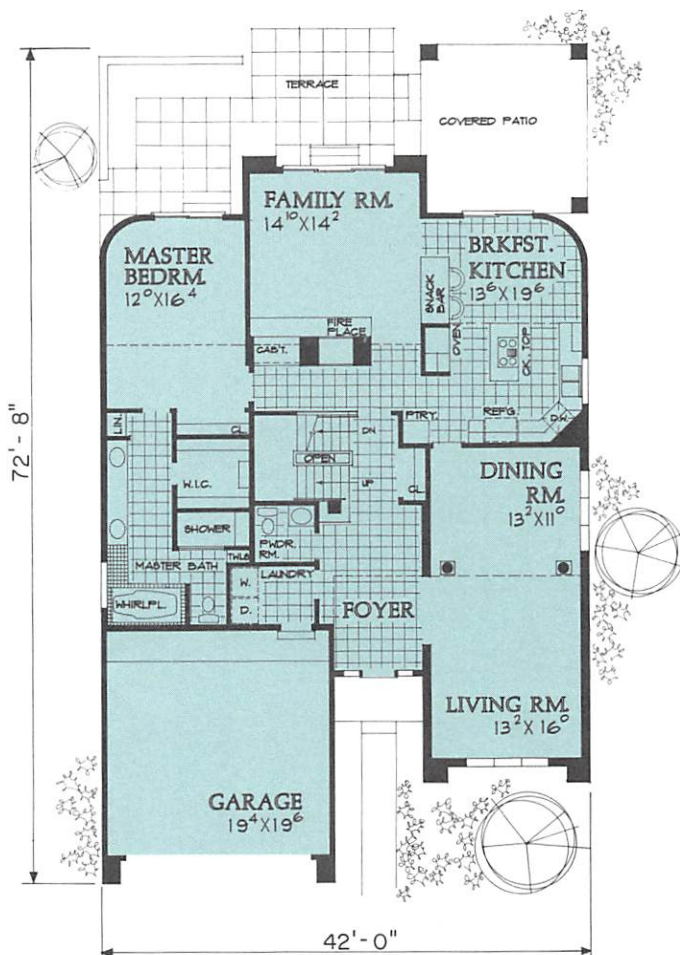 TERRACE
COVERED PATIO
FAMILY RM.
14¹⁰X14²
MASTER
BEDRM.
12⁰X16⁴
BRKFST.
KITCHEN
13⁶X19⁶
SNACK
BAR
FIRE
PLACE
CAB'T.
OVEN
CK. TOP
LIN.
CL.
DN
PTRY.
REF'G.
D.W.
72'-8"
OPEN
UP
CL.
W.I.C.
DINING
RM.
13²X11⁰
SHOWER
PWDR.
RM.
TWLS
MASTER BATH
LAUNDRY
W.
D.
WHIRLPL.
FOYER
LIVING RM.
13²X16⁰
GARAGE
19⁴X19⁶
42'-0"